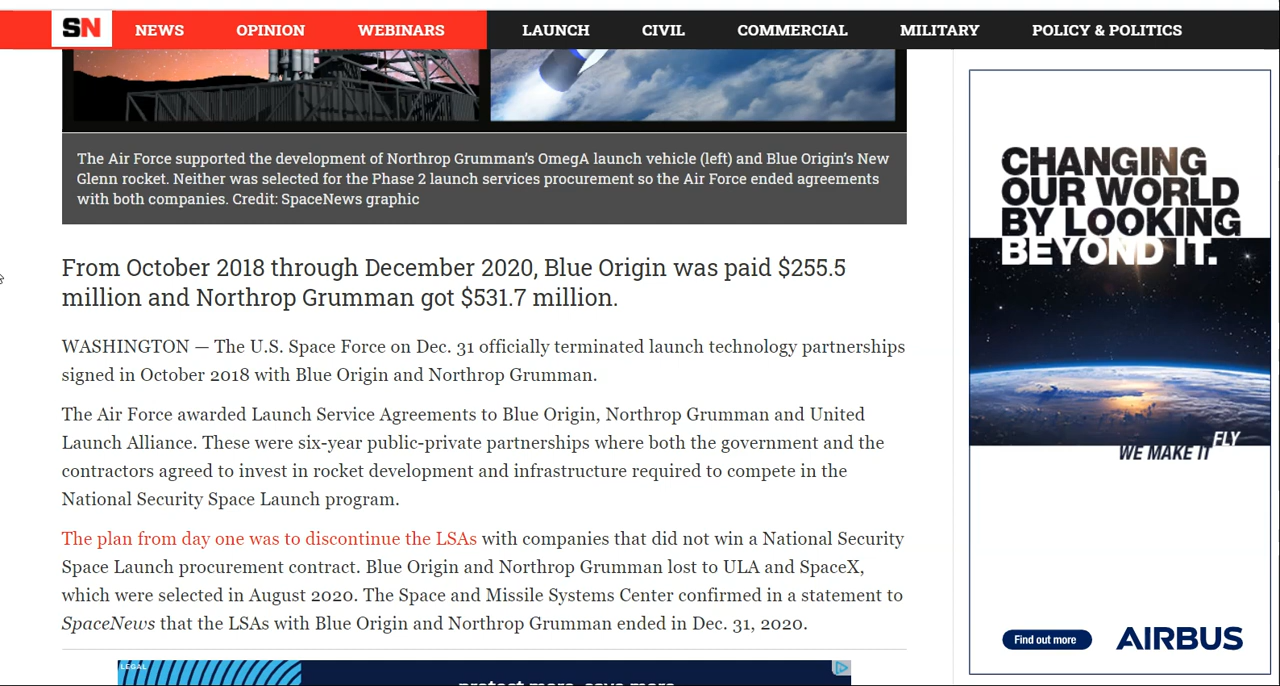 SN NEWS OPINION WEBINARS LAUNCH CIVIL COMMERCIAL MILITARY POLICY & POLITICS
The Air Force supported the development of Northrop Grumman's OmegA launch vehicle (left) and Blue Origin's New
Glenn rocket. Neither was selected for the Phase 2 launch services procurement so the Air Force ended agreements
with both companies. Credit: SpaceNews graphic
From October 2018 through December 2020, Blue Origin was paid $255.5
million and Northrop Grumman got $531.7 million.
WASHINGTON — The U.S. Space Force on Dec. 31 officially terminated launch technology partnerships
signed in October 2018 with Blue Origin and Northrop Grumman.
The Air Force awarded Launch Service Agreements to Blue Origin, Northrop Grumman and United
Launch Alliance. These were six-year public-private partnerships where both the government and the
contractors agreed to invest in rocket development and infrastructure required to compete in the
National Security Space Launch program.
The plan from day one was to discontinue the LSAs with companies that did not win a National Security
Space Launch procurement contract. Blue Origin and Northrop Grumman lost to ULA and SpaceX,
which were selected in August 2020. The Space and Missile Systems Center confirmed in a statement to
SpaceNews that the LSAs with Blue Origin and Northrop Grumman ended in Dec. 31, 2020.
LEGAL
protect more, save more
CHANGING
OUR WORLD
BY LOOKING
BEYOND IT.
WE MAKE IT FLY
Find out more
AIRBUS